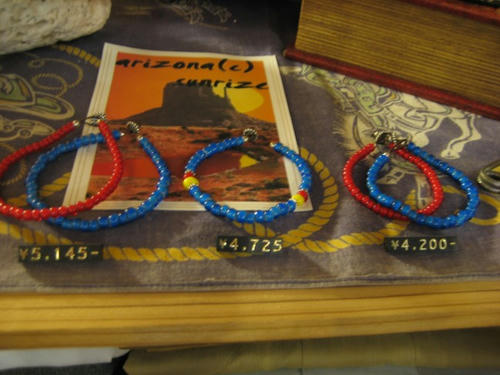 arizona(c)
sunrize
¥5.145-
¥4.725
¥4.200-